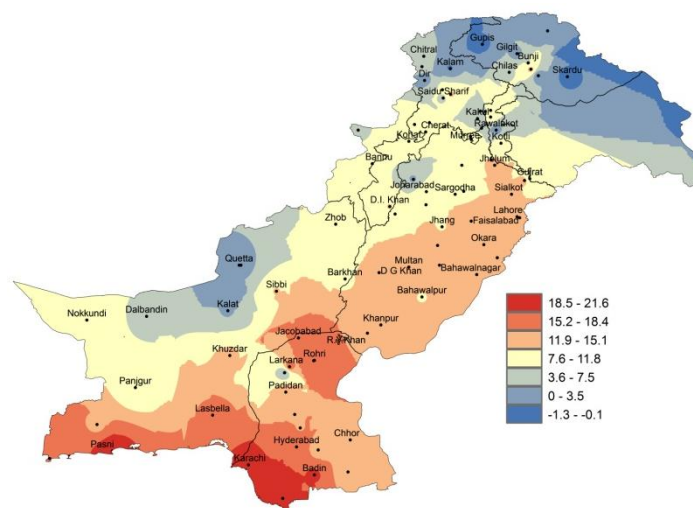 Chitral
Gupis
Gilgit
Bunji
Kalam
Chilas
Skardu
Dir
Saidu Sharif
Kakul
Cherat
Rawalakot
Kohat
Murree
Kotli
Bannu
Jhelum
Gujrat
Joharabad
Sargodha
Sialkot
D.I. Khan
Zhob
Lahore
Jhang
Faisalabad
Okara
Quetta
Multan
Barkhan
D G Khan
Bahawalnagar
Sibbi
Bahawalpur
Kalat
Dalbandin
Nokkundi
Khanpur
Jacobabad
R.Y.Khan
Khuzdar
Rohri
Larkana
Panjgur
Padidan
Lasbella
Pasni
Hyderabad
Chhor
Karachi
Badin
18.5 - 21.6
15.2 - 18.4
11.9 - 15.1
7.6 - 11.8
3.6 - 7.5
0 - 3.5
-1.3 - -0.1